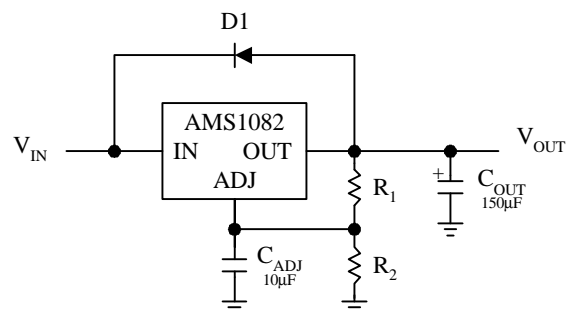 D1
AMS1082
V_IN
IN OUT
V_OUT
ADJ
R_1
+
C_OUT
150µF
C_ADJ
10µF
R_2